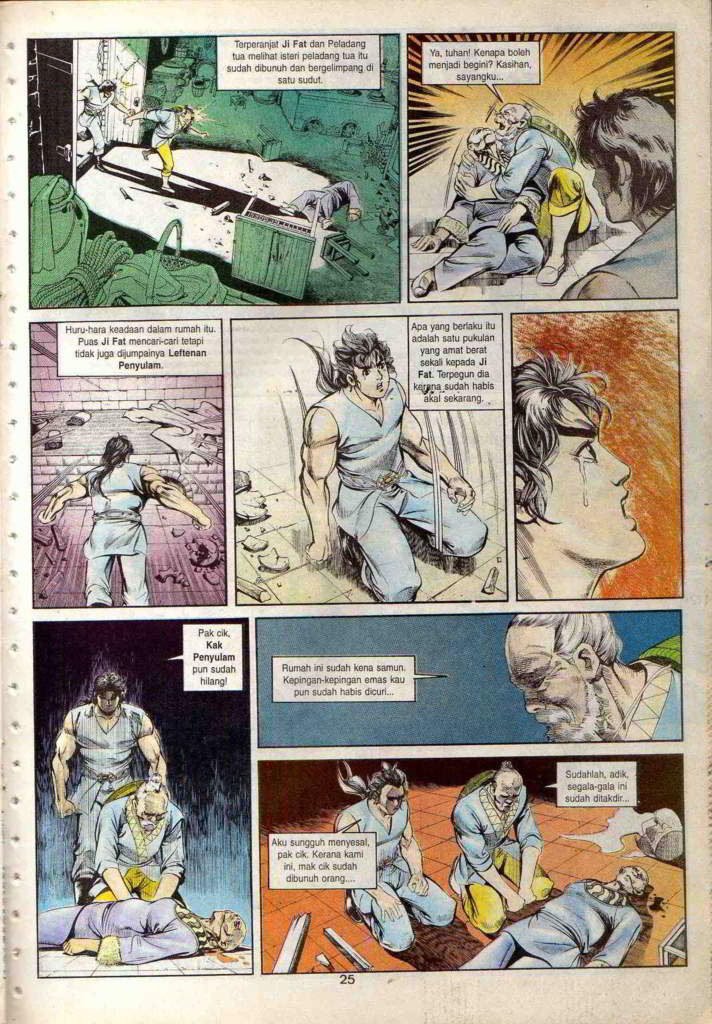 Terperanjat Ji Fat dan Peladang
tua melihat isteri peladang tua itu
sudah dibunuh dan bergelimpang di
satu sudut.
Ya, tuhan! Kenapa boleh
menjadi begini? Kasihan,
sayangku...
Huru-hara keadaan dalam rumah itu.
Puas Ji Fat mencari-cari tetapi
tidak juga dijumpainya Leftenan
Penyulam.
Apa yang berlaku itu
adalah satu pukulan
yang amat berat
sekali kepada Ji
Fat. Terpegun dia
kerana sudah habis
akal sekarang.
Pak cik,
Kak
Penyulam
pun sudah
hilang!
Rumah ini sudah kena samun.
Kepingan-kepingan emas kau
pun sudah habis dicuri...
Aku sungguh menyesal,
pak cik. Kerana kami
ini, mak cik sudah
dibunuh orang....
Sudahlah, adik,
segala-gala ini
sudah ditakdir...
25